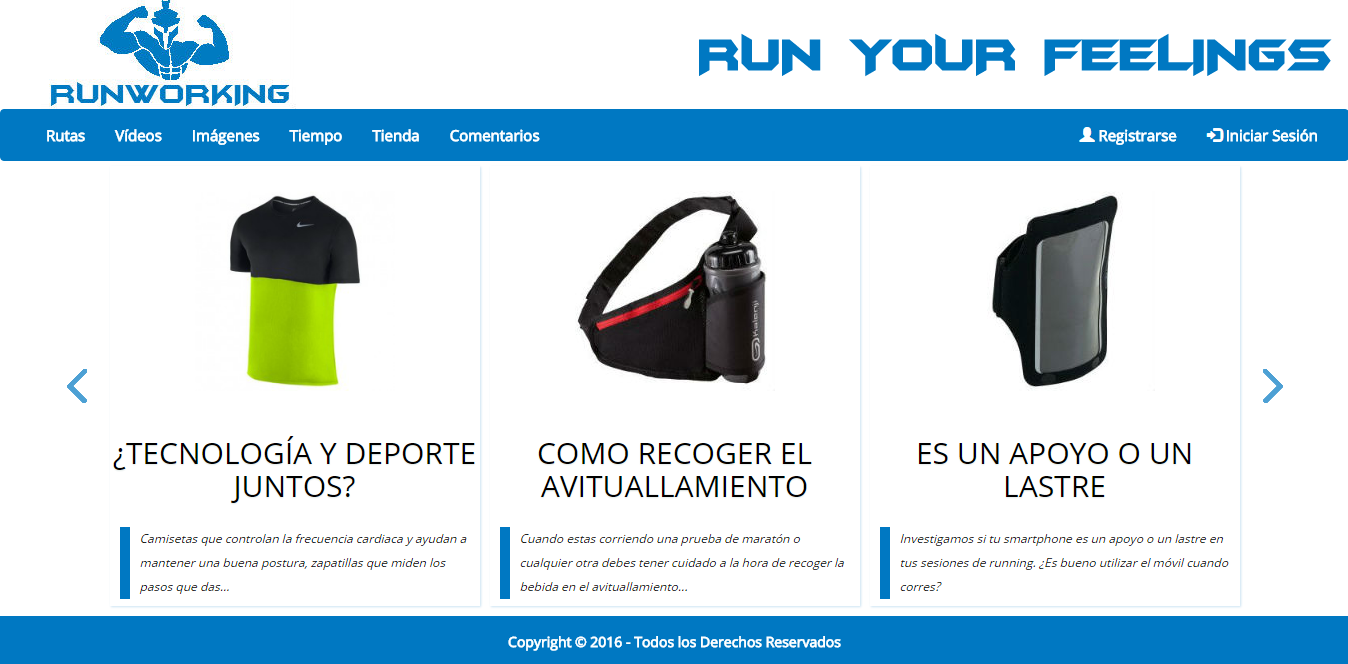 RUNWORKING
RUN YOUR FEELINGS
Rutas Vídeos Imágenes Tiempo Tienda Comentarios Registrarse Iniciar Sesión
Kalenji
¿TECNOLOGÍA Y DEPORTE
JUNTOS?
Camisetas que controlan la frecuencia cardiaca y ayudan a
mantener una buena postura, zapatillas que miden los
pasos que das...
COMO RECOGER EL
AVITUALLAMIENTO
Cuando estas corriendo una prueba de maratón o
cualquier otra debes tener cuidado a la hora de recoger la
bebida en el avituallamiento...
ES UN APOYO O UN
LASTRE
Investigamos si tu smartphone es un apoyo o un lastre en
tus sesiones de running. ¿Es bueno utilizar el móvil cuando
corres?
Copyright © 2016 - Todos los Derechos Reservados